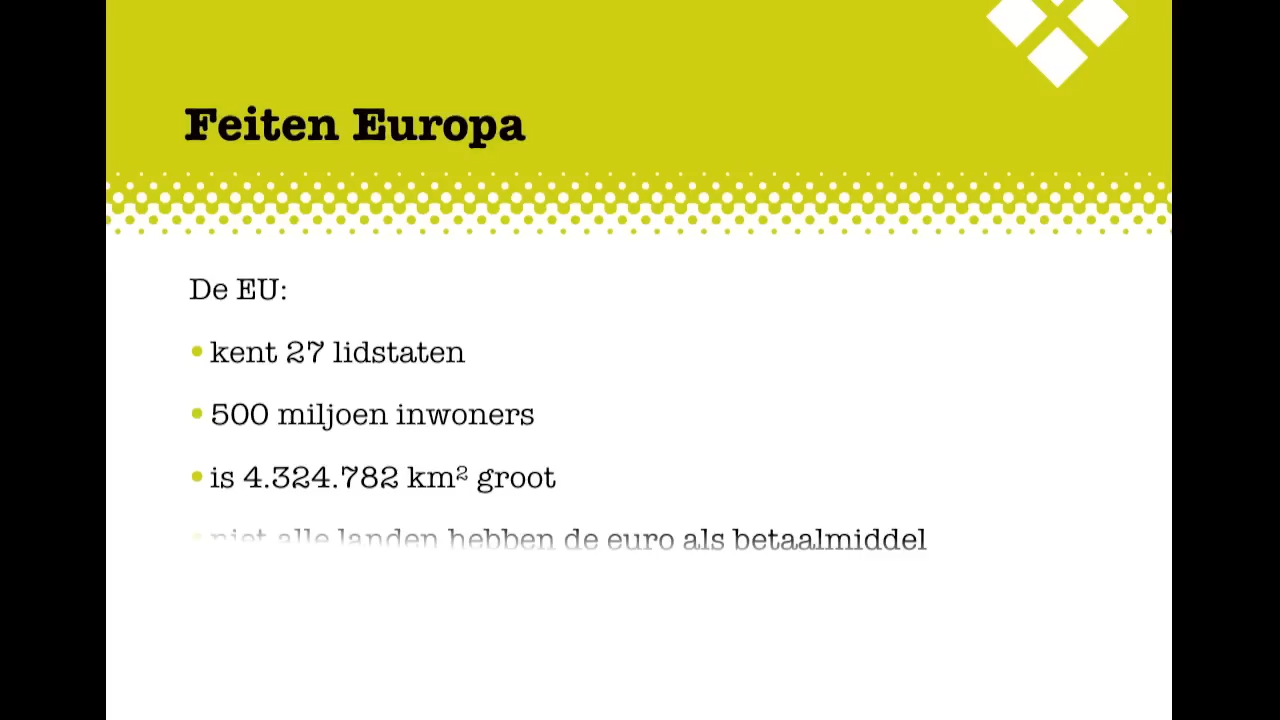 Feiten Europa
De EU:
• kent 27 lidstaten
• 500 miljoen inwoners
• is 4.324.782 km² groot
• niet alle landen hebben de euro als betaalmiddel